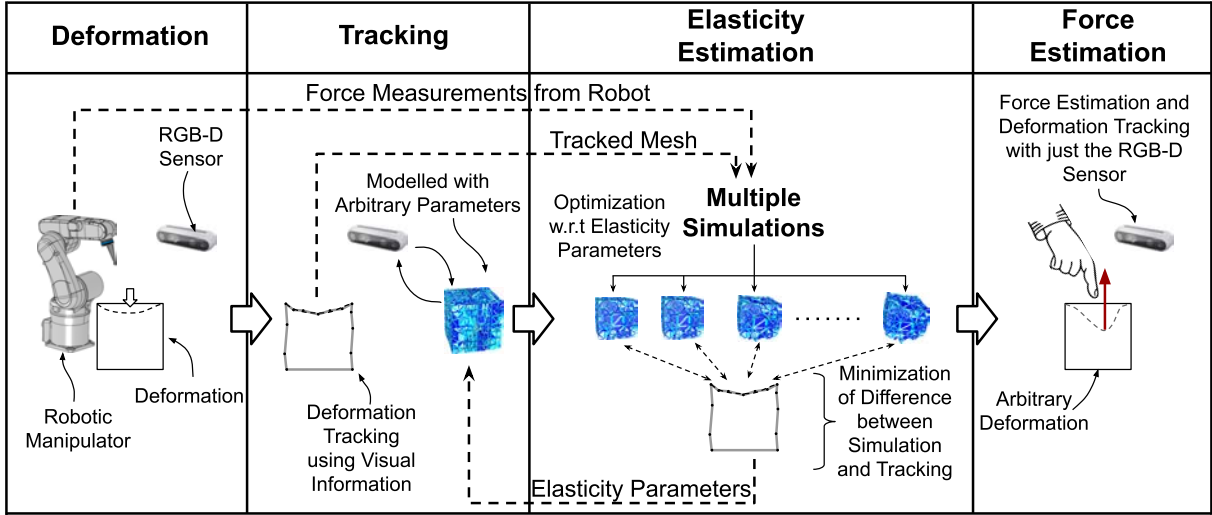 Deformation
Tracking
Elasticity
Estimation
Force
Estimation
Force Measurements from Robot
RGB-D
Sensor
Robotic
Manipulator
Deformation
Tracked Mesh
Modelled with
Arbitrary Parameters
Deformation
Tracking
using Visual
Information
Multiple
Simulations
Optimization
w.r.t Elasticity
Parameters
Minimization
of Difference
between
Simulation
and Tracking
Elasticity Parameters
Force Estimation and
Deformation Tracking
with just the RGB-D
Sensor
Arbitrary
Deformation